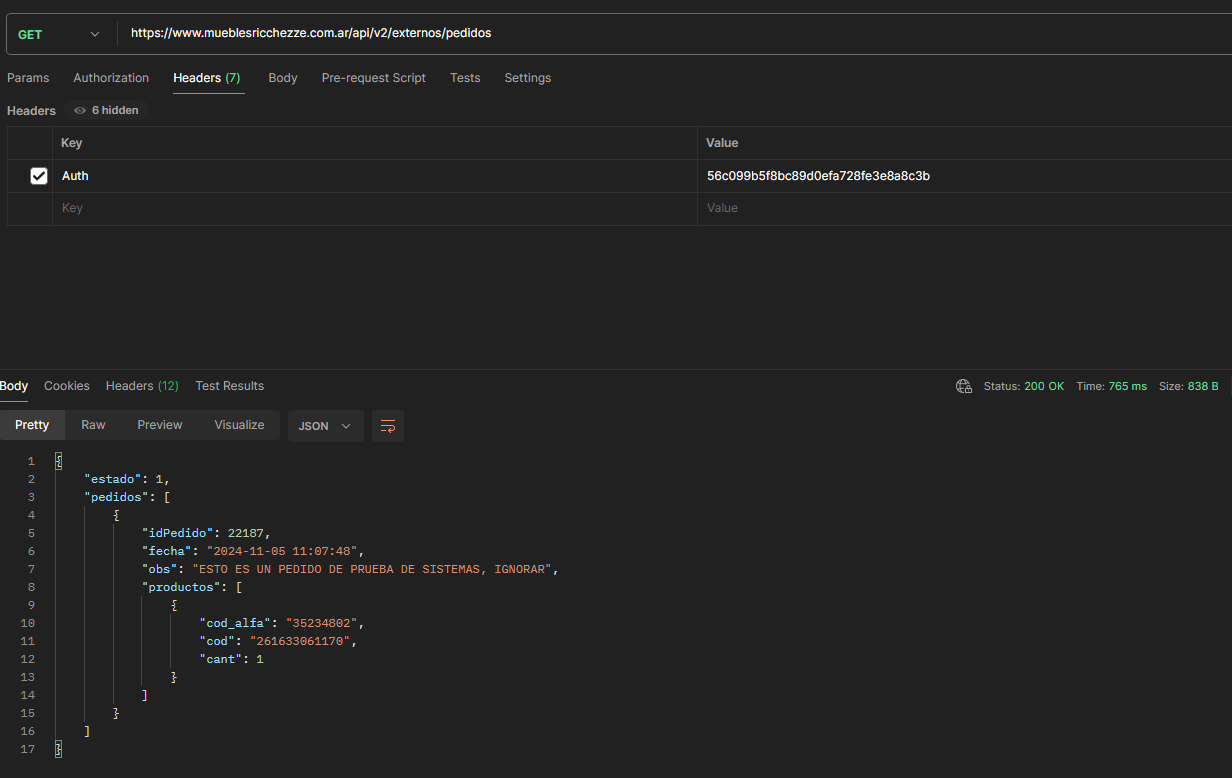 GET https://www.mueblesricchezze.com.ar/api/v2/externos/pedidos
Params Authorization Headers (7) Body Pre-request Script Tests Settings
Headers 6 hidden
Key Value
Auth 56c099b5f8bc89d0efa728fe3e8a8c3b
Key Value
Body Cookies Headers (12) Test Results Status: 200 OK Time: 765 ms Size: 838 B
Pretty Raw Preview Visualize JSON
1 {
2 "estado": 1,
3 "pedidos": [
4 {
5 "idPedido": 22187,
6 "fecha": "2024-11-05 11:07:48",
7 "obs": "ESTO ES UN PEDIDO DE PRUEBA DE SISTEMAS, IGNORAR",
8 "productos": [
9 {
10 "cod_alfa": "35234802",
11 "cod": "261633061170",
12 "cant": 1
13 }
14 ]
15 }
16 ]
17 }